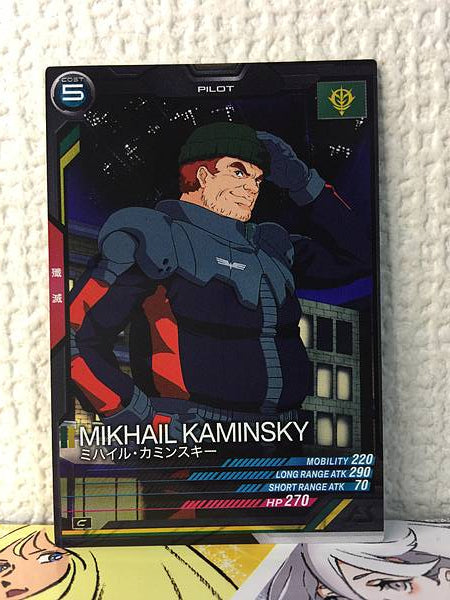 COST
5
PILOT
殲滅
MIKHAIL KAMINSKY
ミハイル・カミンスキー
MOBILITY 220
LONG RANGE ATK 290
SHORT RANGE ATK 70
HP 270
C